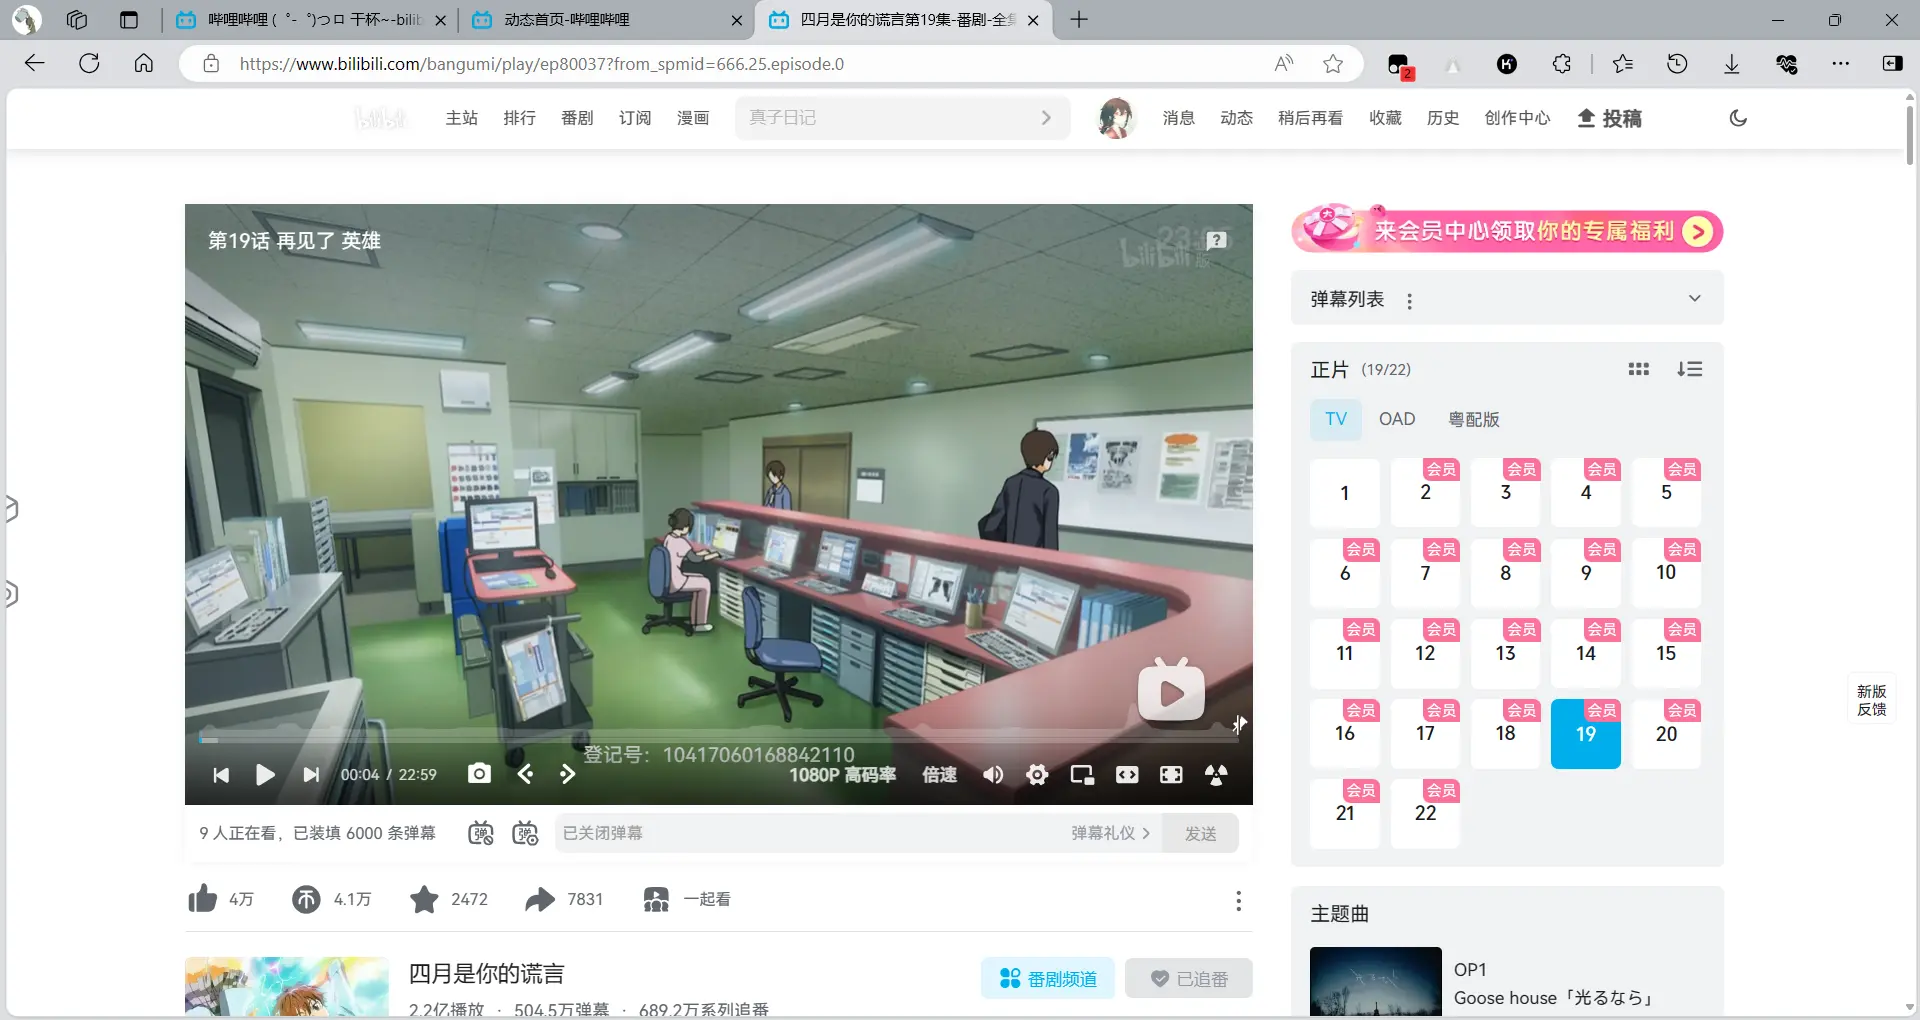 哔哩哔哩 (゜-゜)つロ 干杯~-bilib
动态首页-哔哩哔哩
四月是你的谎言第19集-番剧-全集
https://www.bilibili.com/bangumi/play/ep80037?from_spmid=666.25.episode.0
2
bilibili
主站
排行
番剧
订阅
漫画
真子日记
消息
动态
稍后再看
收藏
历史
创作中心
投稿
第19话 再见了 英雄
bilibili
来会员中心领取你的专属福利
弹幕列表
正片 (19/22)
TV
OAD
粤配版
1
会员
2
会员
3
会员
4
会员
5
会员
6
会员
7
会员
8
会员
9
会员
10
会员
11
会员
12
会员
13
会员
14
会员
15
会员
16
会员
17
会员
18
会员
19
会员
20
会员
21
会员
22
新版
反馈
登记号：10417060168842110
00:04 / 22:59
1080P 高码率
倍速
9 人正在看，已装填 6000 条弹幕
已关闭弹幕
弹幕礼仪
发送
4万
4.1万
2472
7831
一起看
主题曲
OP1
Goose house「光るなら」
四月是你的谎言
番剧频道
已追番
2.2亿播放 · 504.5万弹幕 · 689.2万系列追番